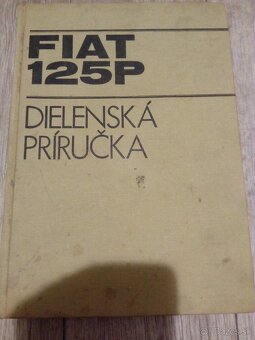 FIAT
125P
DIELENSKÁ
PRÍRUČKA